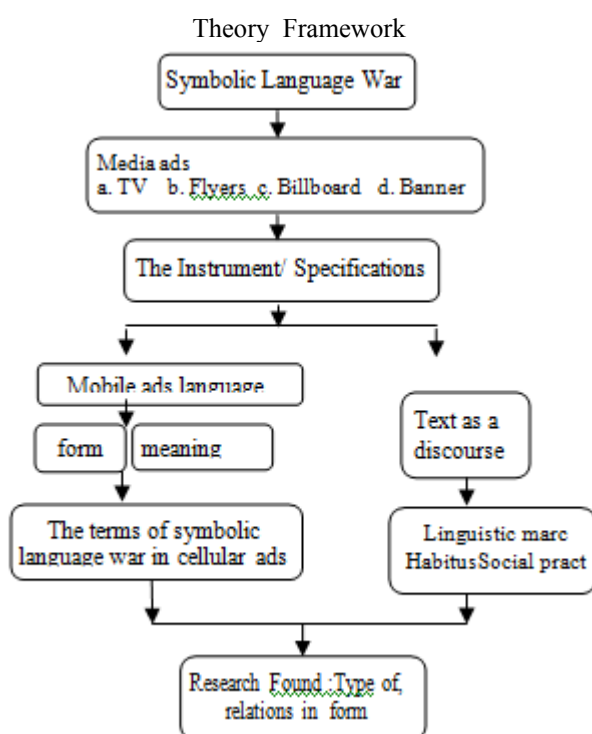 Theory Framework
Symbolic Language War
Media ads
a. TV b. Flyers c. Billboard d. Banner
The Instrument/ Specifications
Mobile ads language
Text as a
discourse
form meaning
The terms of symbolic
language war in cellular ads
Linguistic marc
HabitusSocial pract
Research Found :Type of,
relations in form